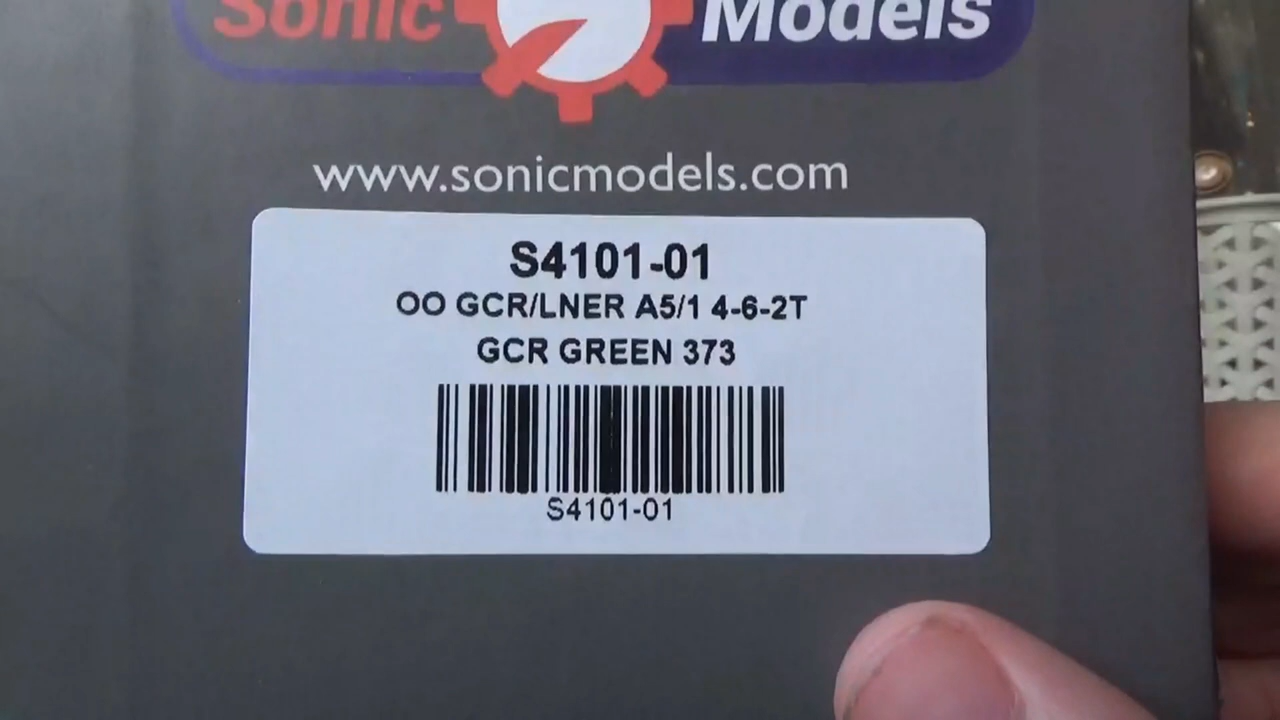 Sonic Models
www.sonicmodels.com
S4101-01
OO GCR/LNER A5/1 4-6-2T
GCR GREEN 373
S4101-01